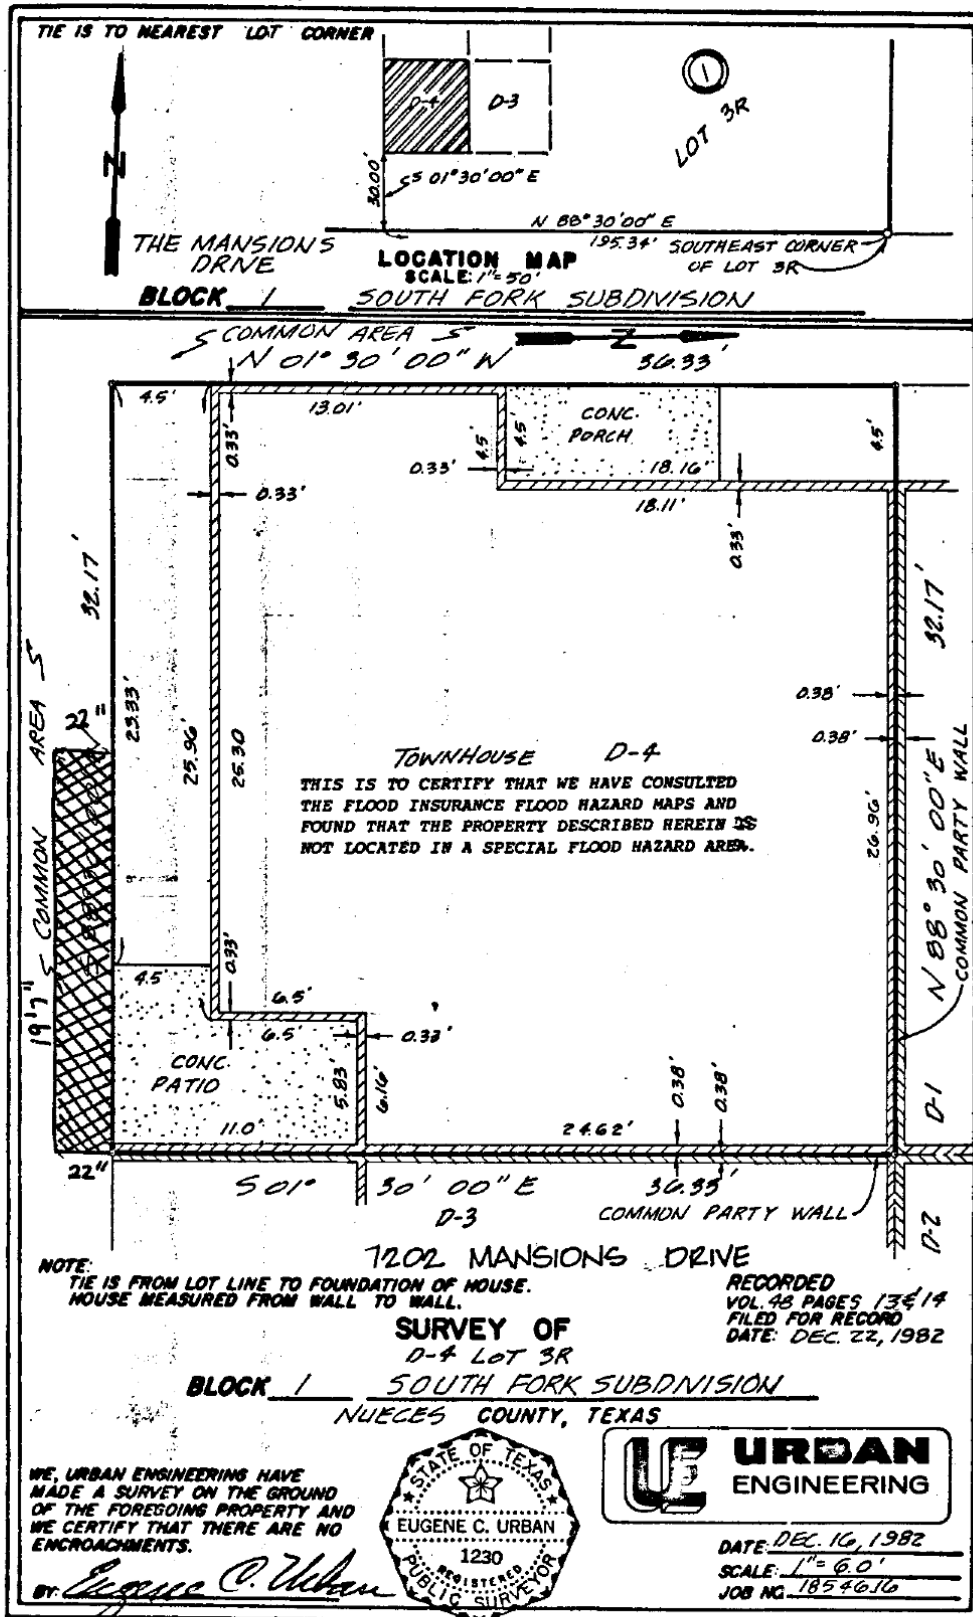 TIE IS TO NEAREST LOT CORNER
N
D-4
D-3
1
LOT 3R
30.00'
S 01°30'00" E
N 88°30'00" E
195.34'
SOUTHEAST CORNER
OF LOT 3R
THE MANSIONS
DRIVE
LOCATION MAP
SCALE: 1"=50'
BLOCK 1 SOUTH FORK SUBDIVISION
COMMON AREA
N
N 01° 30' 00" W
36.33'
4.5'
13.01'
0.33'
0.33'
4.5'
4.5
0.33'
CONC.
PORCH
18.16'
18.11'
0.33'
4.5'
32.17'
32.17'
COMMON AREA
22"
23.33'
25.96'
25.30
0.38'
0.38'
26.96'
N 88° 30' 00" E
COMMON PARTY WALL
TOWNHOUSE D-4
THIS IS TO CERTIFY THAT WE HAVE CONSULTED
THE FLOOD INSURANCE FLOOD HAZARD MAPS AND
FOUND THAT THE PROPERTY DESCRIBED HEREIN IS
NOT LOCATED IN A SPECIAL FLOOD HAZARD AREA.
19'7"
4.5'
0.33'
6.5'
6.5'
0.33'
CONC.
PATIO
5.83'
6.16'
11.0'
24.62'
0.38'
0.38'
D-1
22"
S 01° 30' 00" E
36.33'
D-3
COMMON PARTY WALL
D-2
7202 MANSIONS DRIVE
NOTE:
TIE IS FROM LOT LINE TO FOUNDATION OF HOUSE.
HOUSE MEASURED FROM WALL TO WALL.
RECORDED
VOL. 48 PAGES 13 & 14
FILED FOR RECORD
DATE: DEC. 22, 1982
SURVEY OF
D-4 LOT 3R
BLOCK 1 SOUTH FORK SUBDIVISION
NUECES COUNTY, TEXAS
WE, URBAN ENGINEERING HAVE
MADE A SURVEY ON THE GROUND
OF THE FOREGOING PROPERTY AND
WE CERTIFY THAT THERE ARE NO
ENCROACHMENTS.
BY: Eugene C. Urban
STATE OF TEXAS
EUGENE C. URBAN
1230
REGISTERED
PUBLIC SURVEYOR
UE
URBAN
ENGINEERING
DATE: DEC. 16, 1982
SCALE: 1"= 6.0'
JOB NO. 18546.16